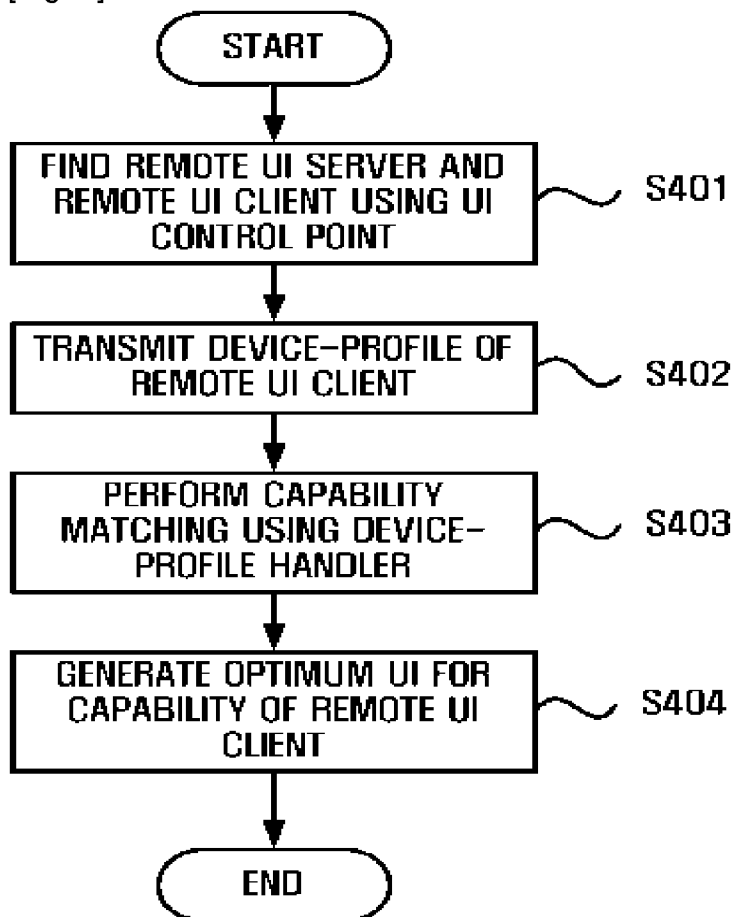 START
FIND REMOTE UI SERVER AND
REMOTE UI CLIENT USING UI
CONTROL POINT
S401
TRANSMIT DEVICE-PROFILE OF
REMOTE UI CLIENT
S402
PERFORM CAPABILITY
MATCHING USING DEVICE-
PROFILE HANDLER
S403
GENERATE OPTIMUM UI FOR
CAPABILITY OF REMOTE UI
CLIENT
S404
END